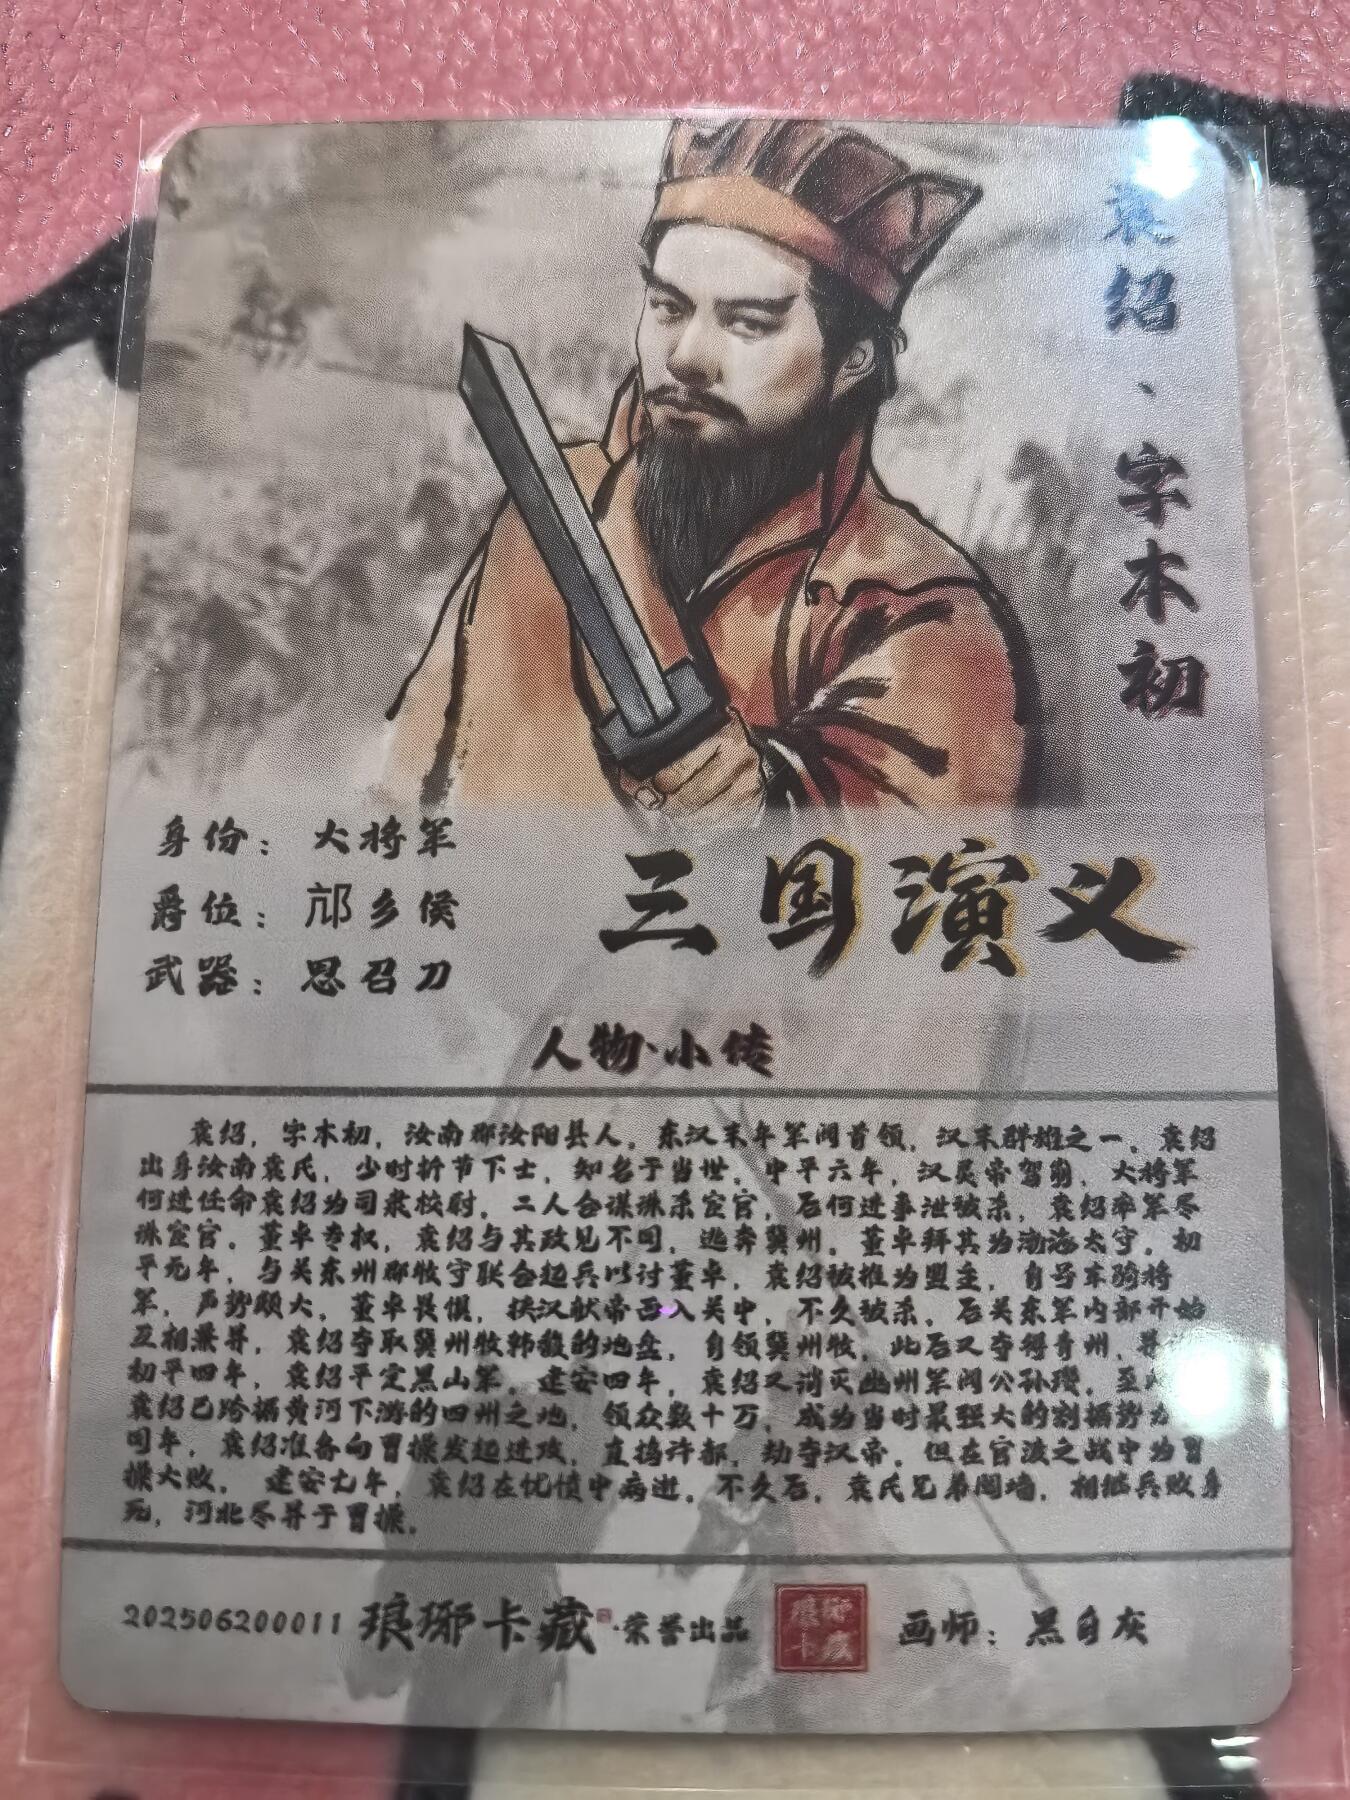 袁绍、字本初
身份：大将军
爵位：邟乡侯
武器：思召刀
三国演义
人物·小传
袁绍，字本初，汝南郡汝阳县人。东汉末年军阀首领，汉末群雄之一。袁绍
出身汝南袁氏，少时折节下士，知名于当世。中平六年，汉灵帝驾崩，大将军
何进任命袁绍为司隶校尉，二人合谋诛杀宦官，后何进事泄被杀，袁绍率军尽
诛宦官。董卓专权，袁绍与其政见不同，逃奔冀州。董卓拜其为渤海太守。初
平元年，与关东州郡牧守联合起兵以讨董卓，袁绍被推为盟主，自号车骑将
军，声势颇大，董卓畏惧，挟汉献帝西入关中，不久被杀。后关东军内部开始
互相兼并，袁绍夺取冀州牧韩馥的地盘，自领冀州牧，此后又夺得青州、并
初平四年，袁绍平定黑山军。建安四年，袁绍又消灭幽州军阀公孙瓒，至
袁绍已跨据黄河下游的四州之地，领众数十万，成为当时最强大的割据势力
同年，袁绍准备向曹操发起进攻，直捣许都，劫夺汉帝。但在官渡之战中为曹
操大败。建安七年，袁绍在忧愤中病逝。不久后，袁氏兄弟阋墙，相继兵败身
死，河北尽并于曹操。
202506200011 琅琊卡藏·荣誉出品 琅琊卡藏 画师：黑白灰